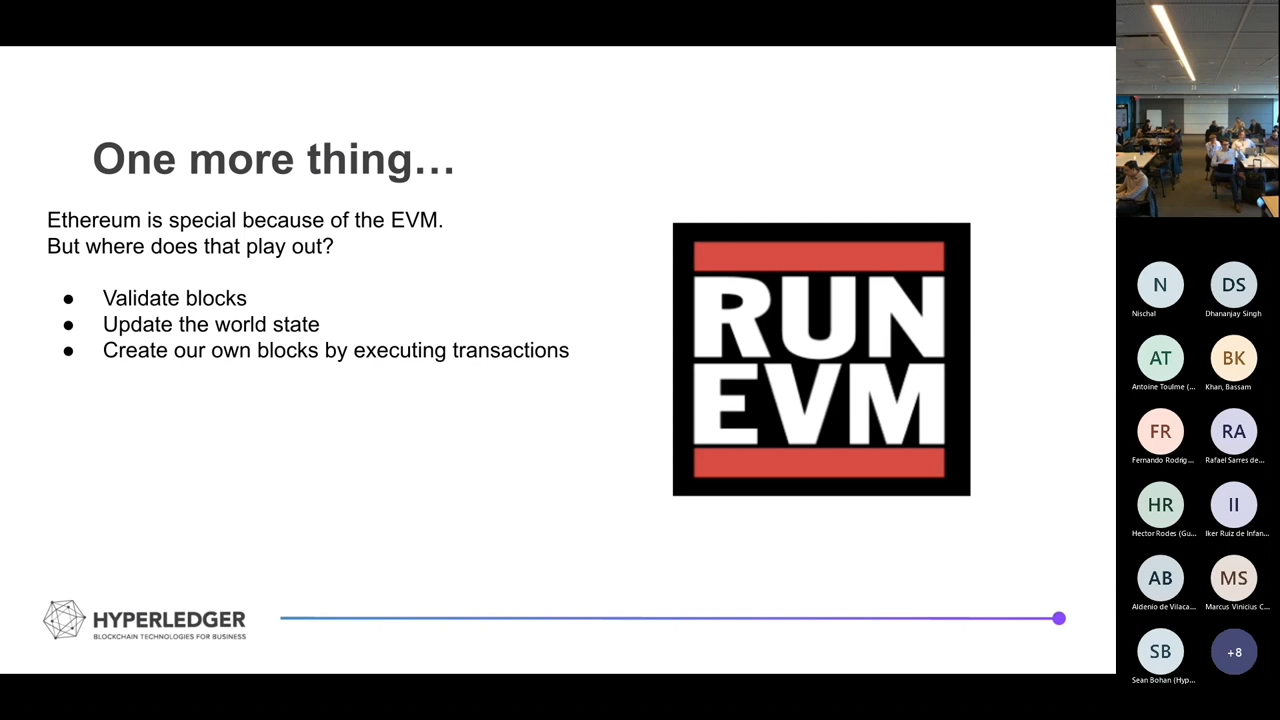 One more thing…
Ethereum is special because of the EVM.
But where does that play out?
● Validate blocks
● Update the world state
● Create our own blocks by executing transactions
RUN
EVM
HYPERLEDGER
BLOCKCHAIN TECHNOLOGIES FOR BUSINESS
N
DS
Nischal
Dhananjay Singh
AT
BK
Antoine Toulme (...
Khan, Bassam
FR
RA
Fernando Rodrig...
Rafael Sarres de...
HR
II
Hector Rodes (Gu...
Iker Ruiz de Infan...
AB
MS
Aldenio de Vilaca...
Marcus Vinicius C...
SB
+8
Sean Bohan (Hyp...